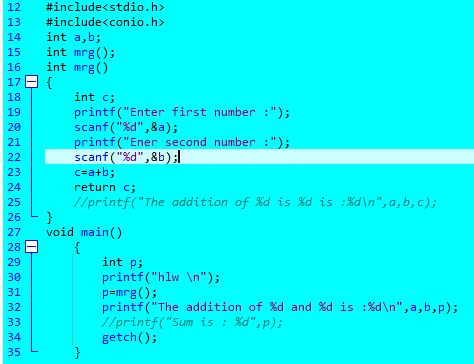 12 #include<stdio.h>
13 #include<conio.h>
14 int a,b;
15 int mrg();
16 int mrg()
17 {
18 int c;
19 printf("Enter first number :");
20 scanf("%d",&a);
21 printf("Ener second number :");
22 scanf("%d",&b);
23 c=a+b;
24 return c;
25 //printf("The addition of %d is %d is :%d\n",a,b,c);
26 }
27 void main()
28 {
29 int p;
30 printf("hlw \n");
31 p=mrg();
32 printf("The addition of %d and %d is :%d\n",a,b,p);
33 //printf("Sum is : %d",p);
34 getch();
35 }